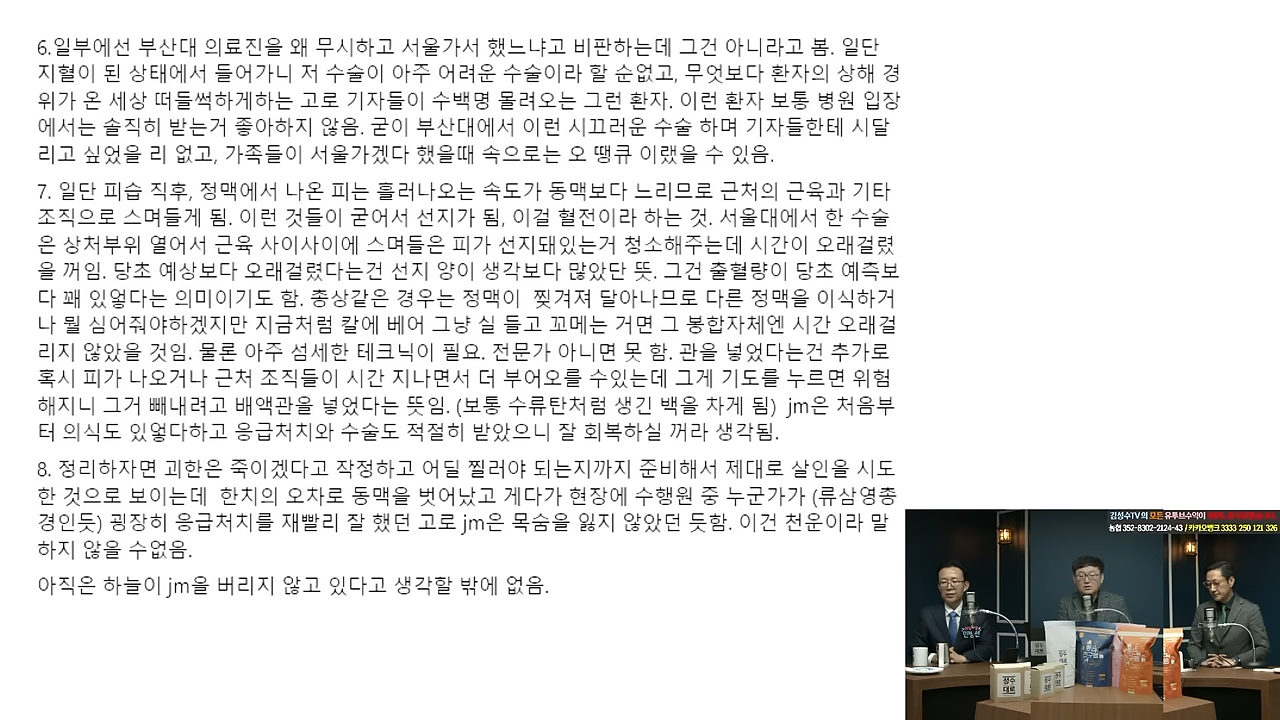 6.일부에선 부산대 의료진을 왜 무시하고 서울가서 했느냐고 비판하는데 그건 아니라고 봄. 일단
지혈이 된 상태에서 들어가니 저 수술이 아주 어려운 수술이라 할 순없고, 무엇보다 환자의 상해 경
위가 온 세상 떠들썩하게하는 고로 기자들이 수백명 몰려오는 그런 환자. 이런 환자 보통 병원 입장
에서는 솔직히 받는거 좋아하지 않음. 굳이 부산대에서 이런 시끄러운 수술 하며 기자들한테 시달
리고 싶었을 리 없고, 가족들이 서울가겠다 했을때 속으로는 오 땡큐 이랬을 수 있음.
7. 일단 피습 직후, 정맥에서 나온 피는 흘러나오는 속도가 동맥보다 느리므로 근처의 근육과 기타
조직으로 스며들게 됨. 이런 것들이 굳어서 선지가 됨, 이걸 혈전이라 하는 것. 서울대에서 한 수술
은 상처부위 열어서 근육 사이사이에 스며들은 피가 선지돼있는거 청소해주는데 시간이 오래걸렸
을 꺼임. 당초 예상보다 오래걸렸다는건 선지 양이 생각보다 많았단 뜻. 그건 출혈량이 당초 예측보
다 꽤 있엏다는 의미이기도 함. 총상같은 경우는 정맥이 찢겨져 달아나므로 다른 정맥을 이식하거
나 뭘 심어줘야하겠지만 지금처럼 칼에 베어 그냥 실 들고 꼬메는 거면 그 봉합자체엔 시간 오래걸
리지 않았을 것임. 물론 아주 섬세한 테크닉이 필요. 전문가 아니면 못 함. 관을 넣었다는건 추가로
혹시 피가 나오거나 근처 조직들이 시간 지나면서 더 부어오를 수있는데 그게 기도를 누르면 위험
해지니 그거 빼내려고 배액관을 넣었다는 뜻임. (보통 수류탄처럼 생긴 백을 차게 됨) jm은 처음부
터 의식도 있엏다하고 응급처치와 수술도 적절히 받았으니 잘 회복하실 꺼라 생각됨.
8. 정리하자면 괴한은 죽이겠다고 작정하고 어딜 찔러야 되는지까지 준비해서 제대로 살인을 시도
한 것으로 보이는데 한치의 오차로 동맥을 벗어났고 게다가 현장에 수행원 중 누군가가 (류삼영총
경인듯) 굉장히 응급처치를 재빨리 잘 했던 고로 jm은 목숨을 잃지 않았던 듯함. 이건 천운이라 말
하지 않을 수없음.
아직은 하늘이 jm을 버리지 않고 있다고 생각할 밖에 없음.
김성수TV의 모든 유투브수익이
농협 352-8302-2124-43 / 카카오뱅크 3333 250 121 326
성수
대로